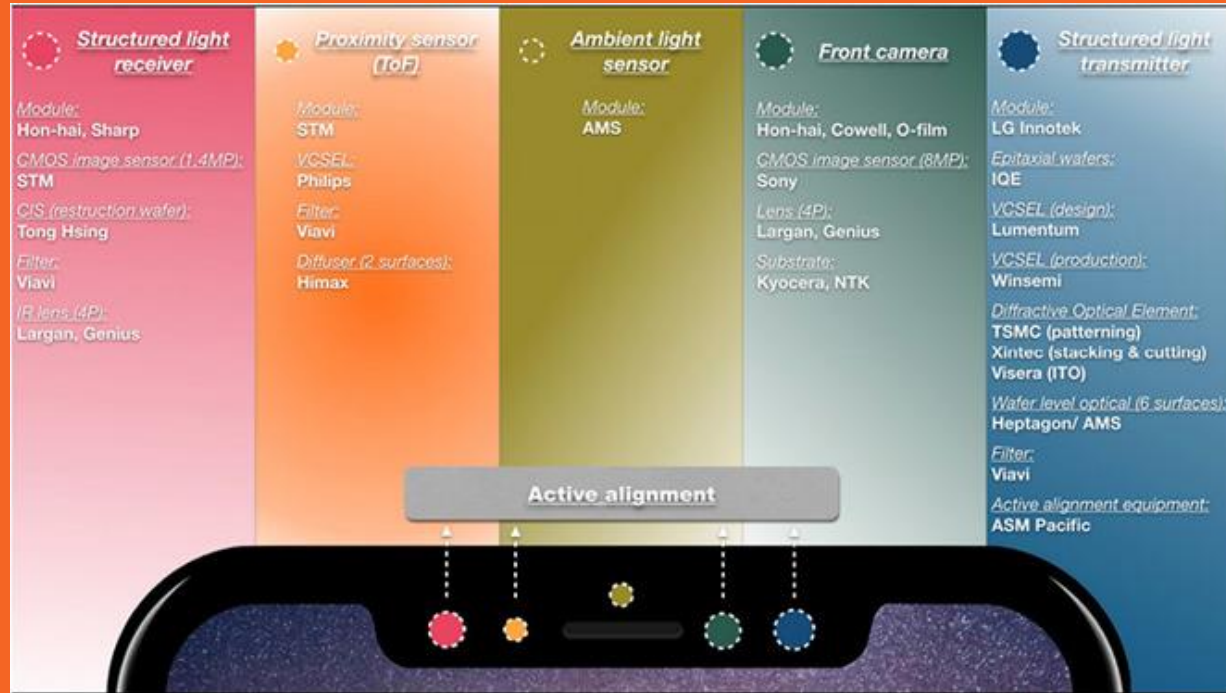 Structured light
receiver
Module:
Hon-hai, Sharp
CMOS image sensor (1.4MP):
STM
CIS (restruction wafer):
Tong Hsing
Filter:
Viavi
IR lens (4P):
Largan, Genius
Proximity sensor
(ToF)
Module:
STM
VCSEL:
Philips
Filter:
Viavi
Diffuser (2 surfaces):
Himax
Ambient light
sensor
Module:
AMS
Front camera
Module:
Hon-hai, Cowell, O-film
CMOS image sensor (8MP):
Sony
Lens (4P):
Largan, Genius
Substrate:
Kyocera, NTK
Structured light
transmitter
Module:
LG Innotek
Epitaxial wafers:
IQE
VCSEL (design):
Lumentum
VCSEL (production):
Winsemi
Diffractive Optical Element:
TSMC (patterning)
Xintec (stacking & cutting)
Visera (ITO)
Wafer level optical (6 surfaces):
Heptagon/ AMS
Filter:
Viavi
Active alignment equipment:
ASM Pacific
Active alignment